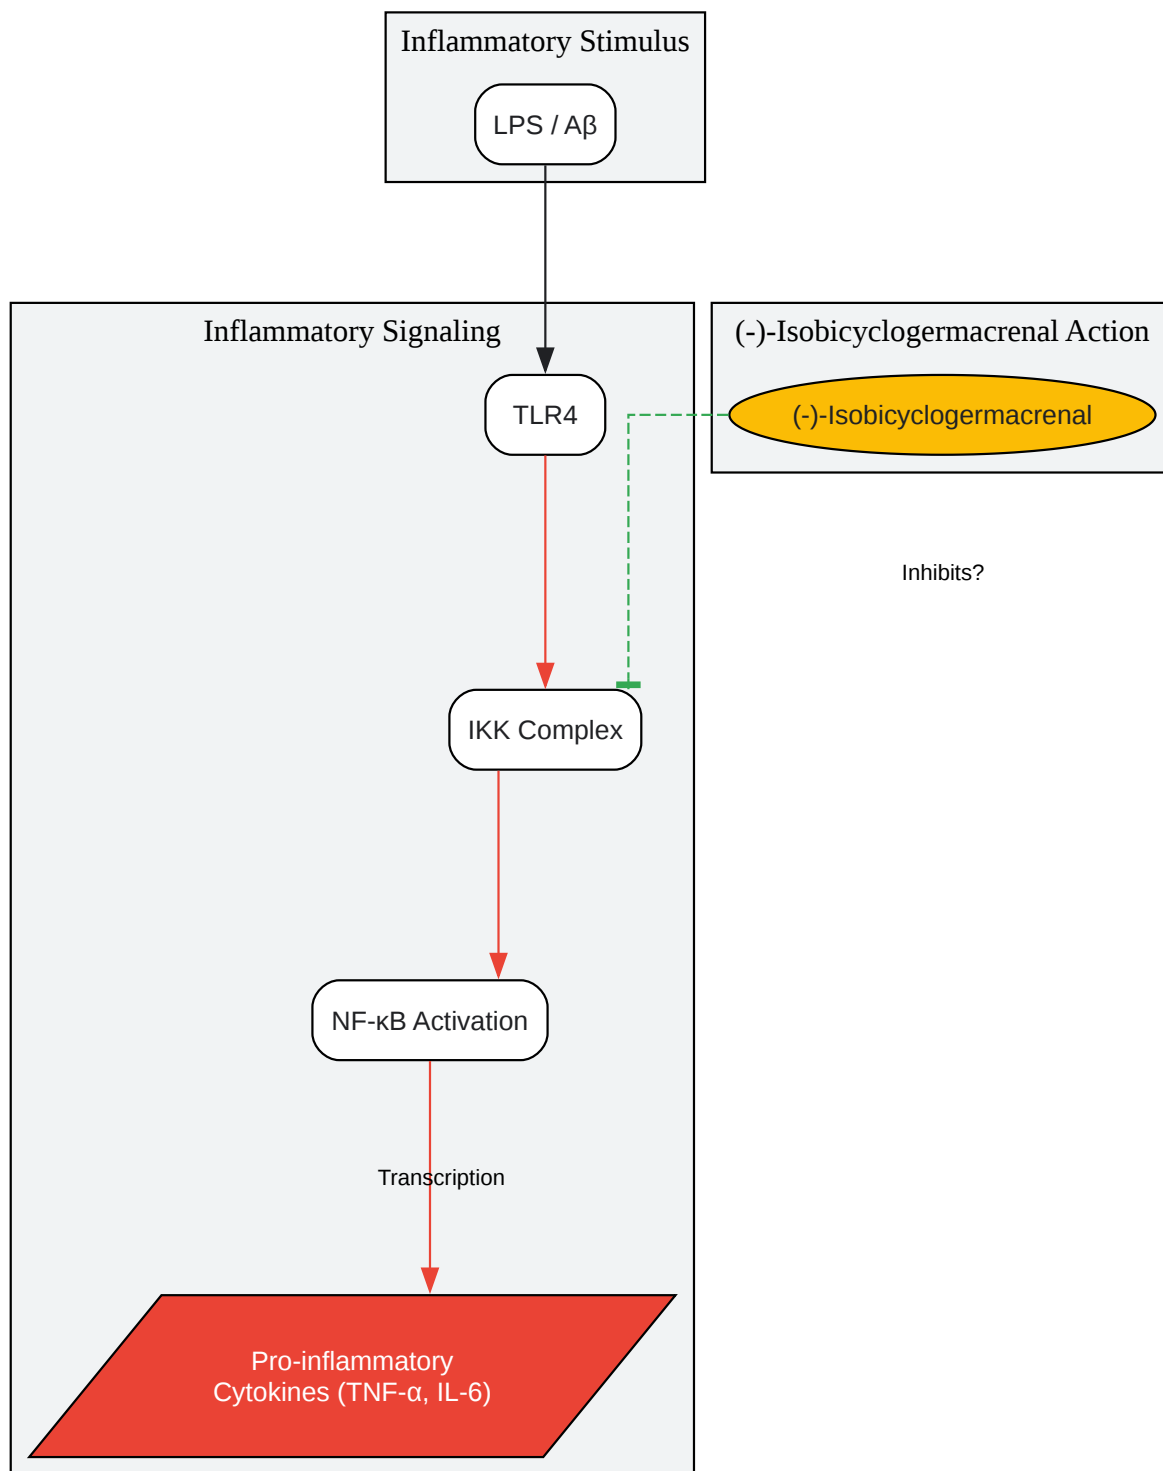 Inflammatory Stimulus
LPS / Aβ
Inflammatory Signaling
(-)-Isobicyclogermacrenal Action
TLR4
(-)-Isobicyclogermacrenal
Inhibits?
IKK Complex
NF-κB Activation
Transcription
Pro-inflammatory
Cytokines (TNF-α, IL-6)